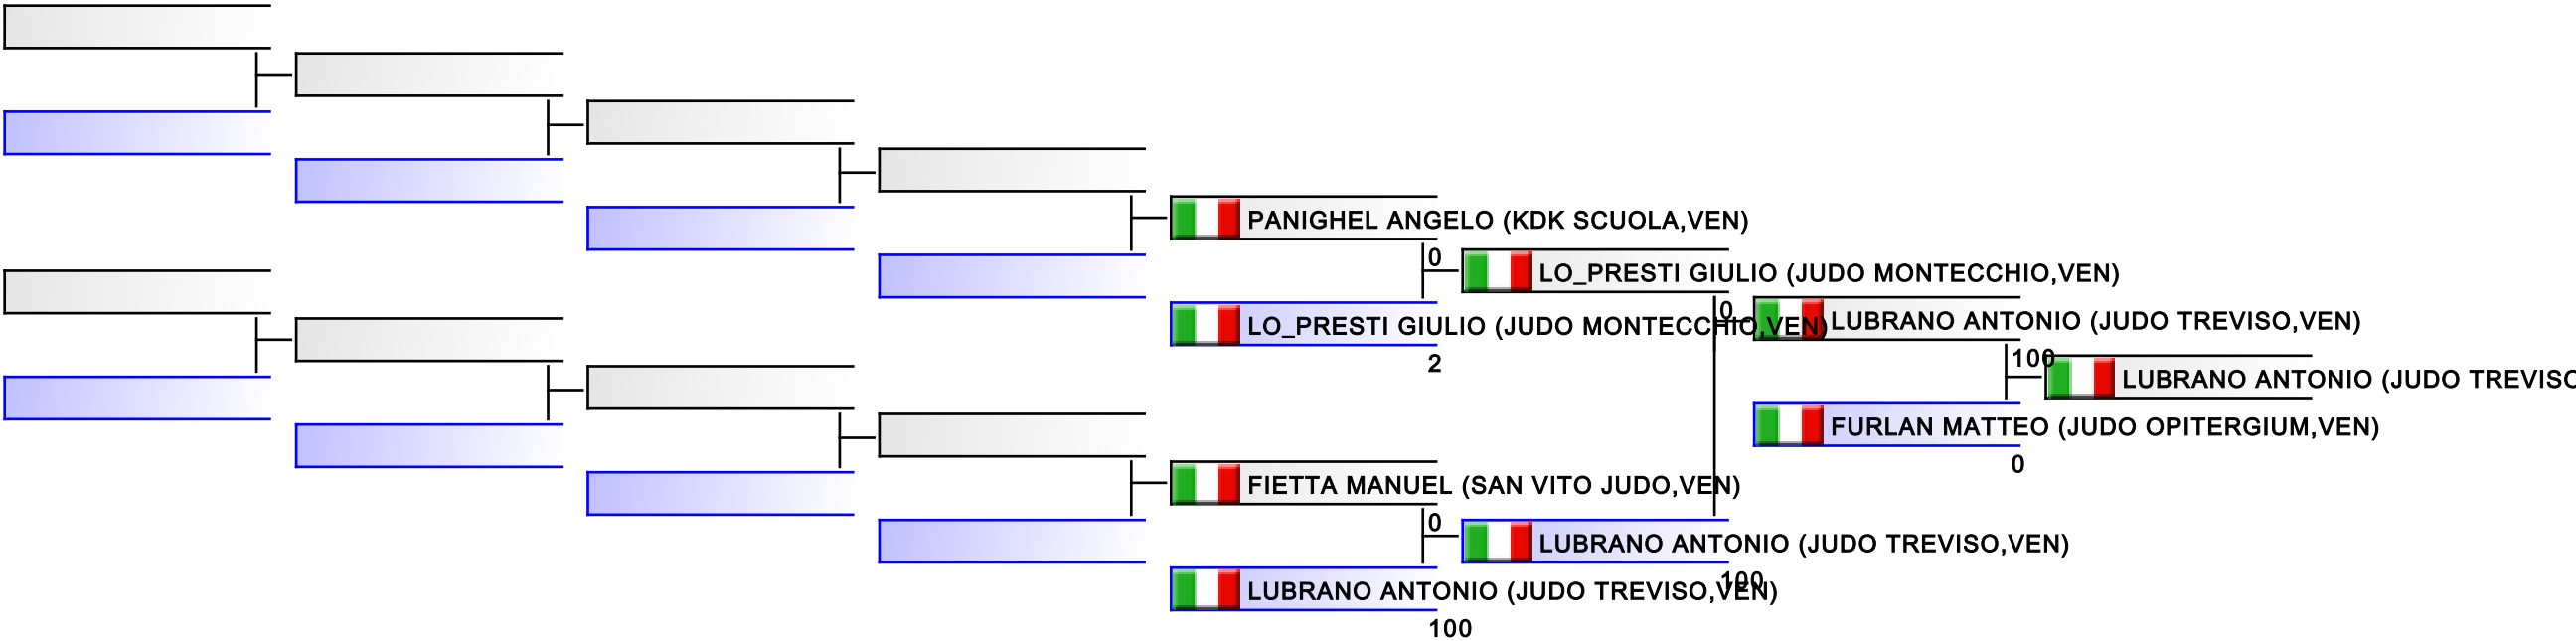 PANIGHEL ANGELO (KDK SCUOLA,VEN)
0
LO_PRESTI GIULIO (JUDO MONTECCHIO,VEN)
LO_PRESTI GIULIO (JUDO MONTECCHIO,VEN)
2
0
LUBRANO ANTONIO (JUDO TREVISO,VEN)
100
LUBRANO ANTONIO (JUDO TREVISO
FURLAN MATTEO (JUDO OPITERGIUM,VEN)
0
FIETTA MANUEL (SAN VITO JUDO,VEN)
0
LUBRANO ANTONIO (JUDO TREVISO,VEN)
100
LUBRANO ANTONIO (JUDO TREVISO,VEN)
100